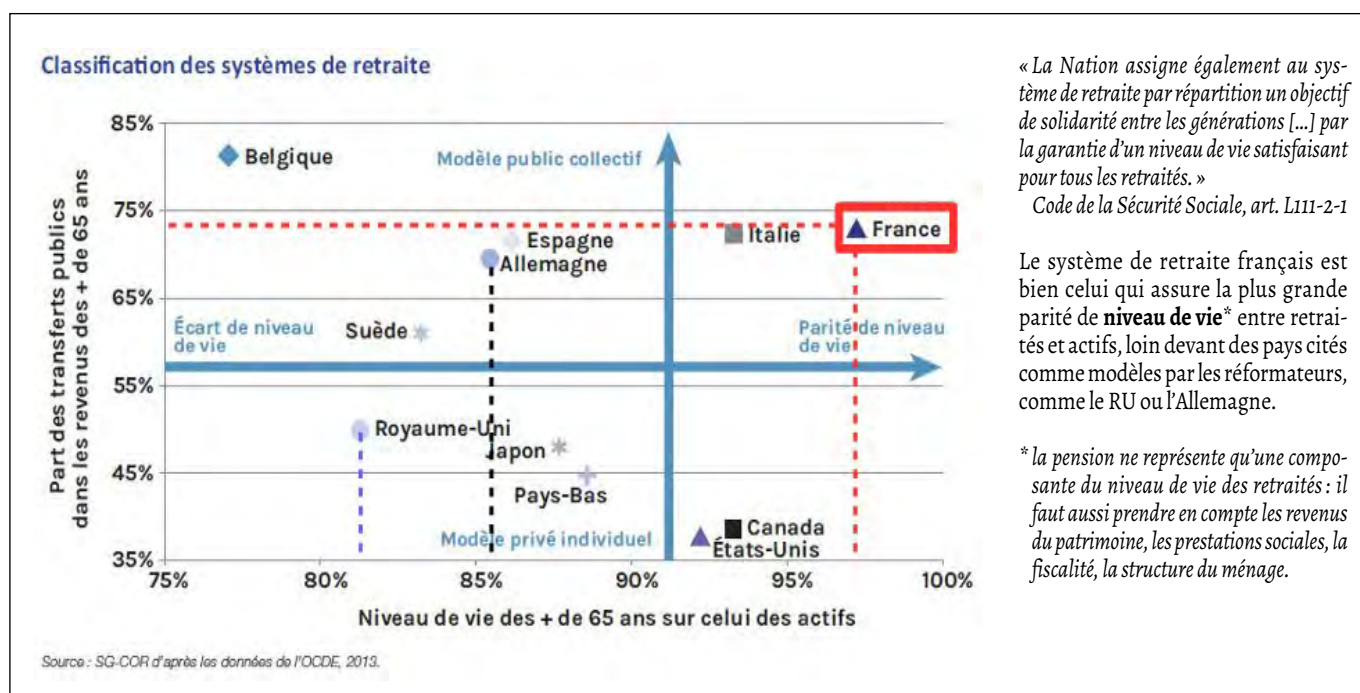 Classification des systèmes de retraite
Part des transferts publics
dans les revenus des + de 65 ans
85%
75%
65%
55%
45%
35%
Belgique
Modèle public collectif
Espagne
Allemagne
Italie
France
Suède
Écart de niveau
de vie
Parité de niveau
de vie
Royaume-Uni
Japon
Pays-Bas
Modèle privé individuel
Canada
États-Unis
75%
80%
85%
90%
95%
100%
Niveau de vie des + de 65 ans sur celui des actifs
Source : SG-COR d'après les données de l'OCDE, 2013.
« La Nation assigne également au sys-
tème de retraite par répartition un objectif
de solidarité entre les générations [...] par
la garantie d'un niveau de vie satisfaisant
pour tous les retraités. »
Code de la Sécurité Sociale, art. L111-2-1
Le système de retraite français est
bien celui qui assure la plus grande
parité de niveau de vie* entre retrai-
tés et actifs, loin devant des pays cités
comme modèles par les réformateurs,
comme le RU ou l'Allemagne.
* la pension ne représente qu'une compo-
sante du niveau de vie des retraités : il
faut aussi prendre en compte les revenus
du patrimoine, les prestations sociales, la
fiscalité, la structure du ménage.